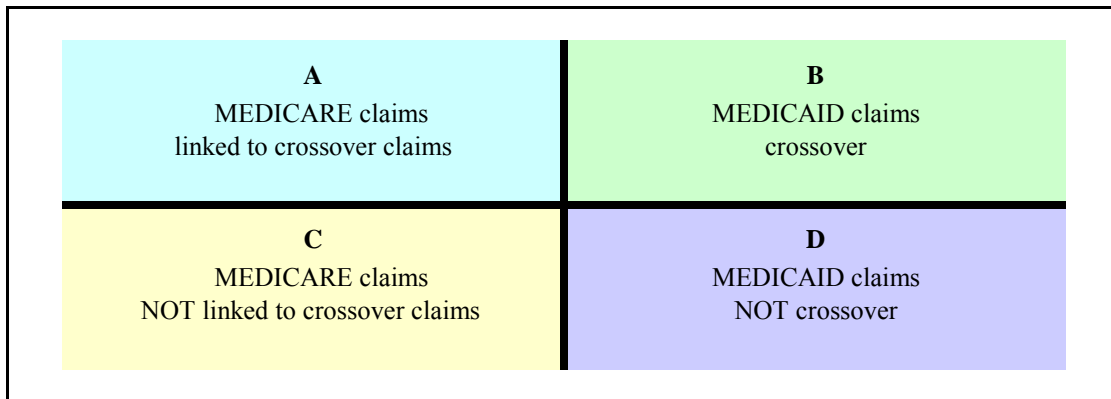 A
MEDICARE claims
linked to crossover claims
B
MEDICAID claims
crossover
C
MEDICARE claims
NOT linked to crossover claims
D
MEDICAID claims
NOT crossover